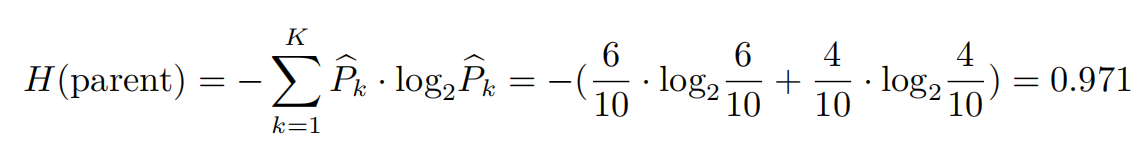 H(parent) = − ∑_{k=1}^{K} P̂_k · log₂P̂_k = −(6/10 · log₂ 6/10 + 4/10 · log₂ 4/10) = 0.971